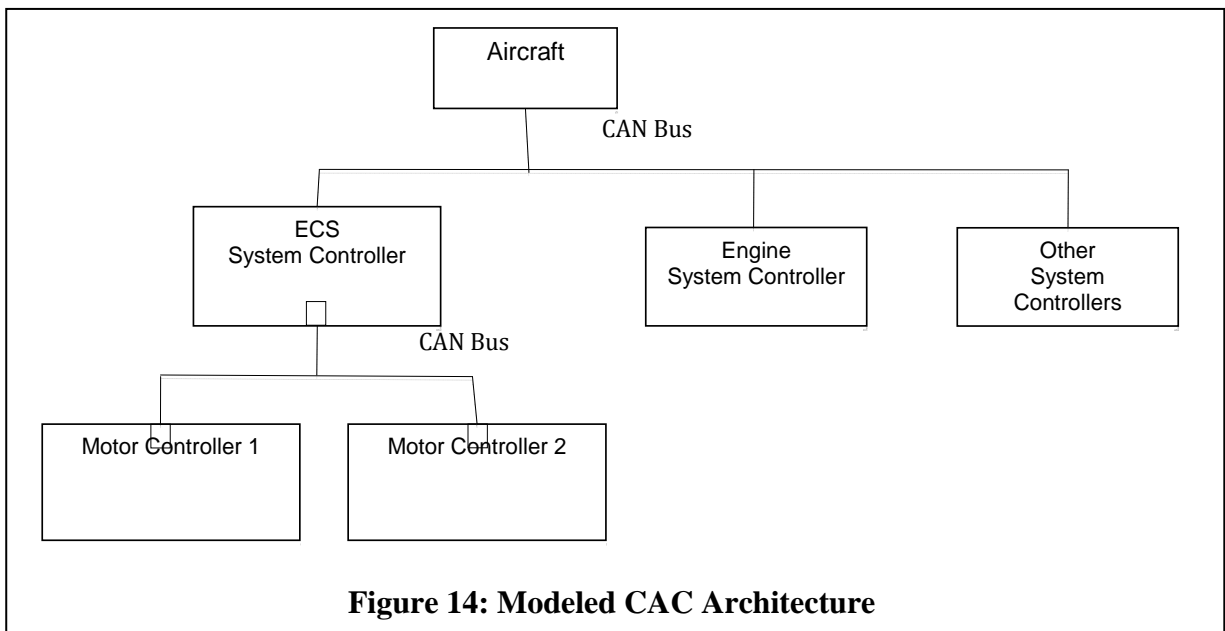 Aircraft
CAN Bus
ECS
System Controller
Engine
System Controller
Other
System
Controllers
CAN Bus
Motor Controller 1
Motor Controller 2
Figure 14: Modeled CAC Architecture